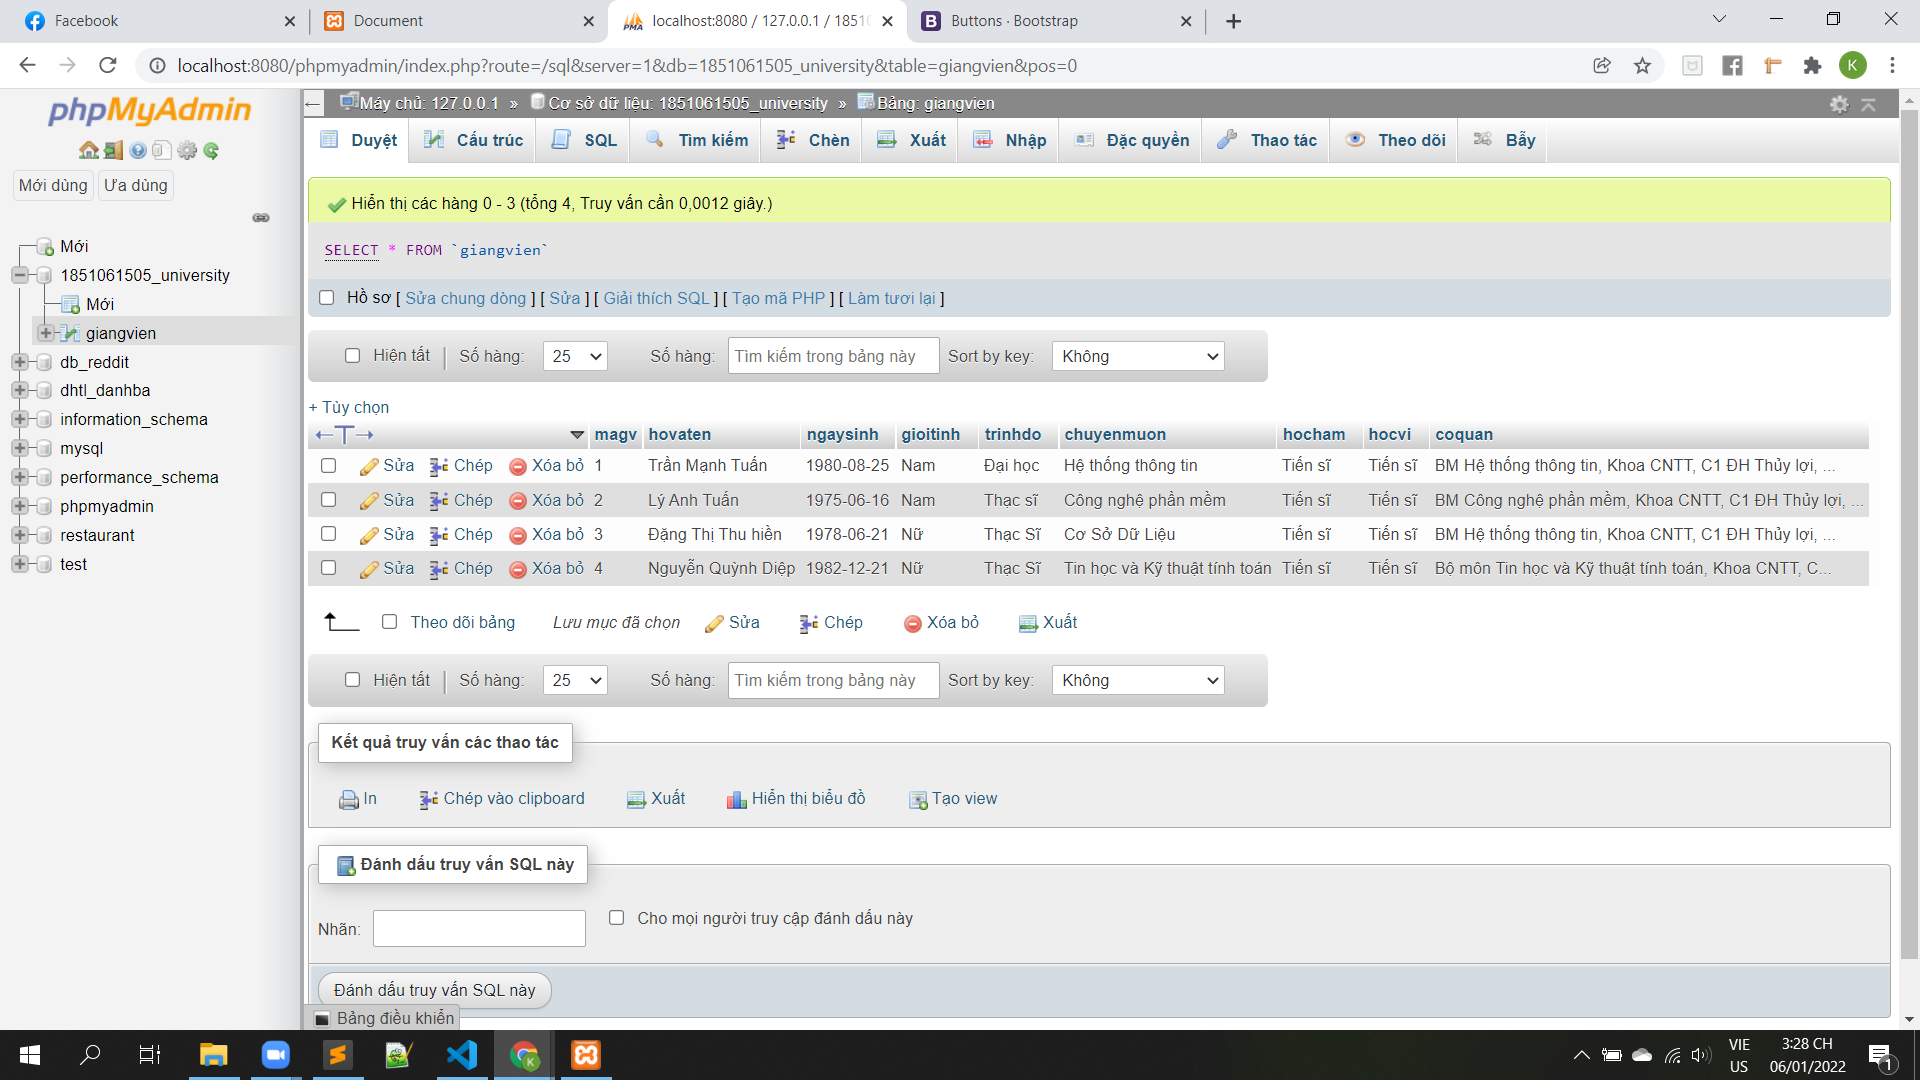 Facebook
Document
localhost:8080 / 127.0.0.1 / 1851
Buttons · Bootstrap
localhost:8080/phpmyadmin/index.php?route=/sql&server=1&db=1851061505_university&table=giangvien&pos=0
K
phpMyAdmin
Mới dùng Ưa dùng
Mới
1851061505_university
Mới
giangvien
db_reddit
dhtl_danhba
information_schema
mysql
performance_schema
phpmyadmin
restaurant
test
Máy chủ: 127.0.0.1 » Cơ sở dữ liệu: 1851061505_university » Bảng: giangvien
Duyệt Cấu trúc SQL Tìm kiếm Chèn Xuất Nhập Đặc quyền Thao tác Theo dõi Bẫy
Hiển thị các hàng 0 - 3 (tổng 4, Truy vấn cần 0,0012 giây.)
SELECT * FROM `giangvien`
Hồ sơ [ Sửa chung dòng ] [ Sửa ] [ Giải thích SQL ] [ Tạo mã PHP ] [ Làm tươi lại ]
Hiện tất Số hàng: 25 Số hàng: Tìm kiếm trong bảng này Sort by key: Không
+ Tùy chọn
←T→ magv hovaten ngaysinh gioitinh trinhdo chuyenmuon hocham hocvi coquan
Sửa Chép Xóa bỏ 1 Trần Mạnh Tuấn 1980-08-25 Nam Đại học Hệ thống thông tin Tiến sĩ Tiến sĩ BM Hệ thống thông tin, Khoa CNTT, C1 ĐH Thủy lợi, ...
Sửa Chép Xóa bỏ 2 Lý Anh Tuấn 1975-06-16 Nam Thạc sĩ Công nghệ phần mềm Tiến sĩ Tiến sĩ BM Công nghệ phần mềm, Khoa CNTT, C1 ĐH Thủy lợi, ...
Sửa Chép Xóa bỏ 3 Đặng Thị Thu hiền 1978-06-21 Nữ Thạc Sĩ Cơ Sở Dữ Liệu Tiến sĩ Tiến sĩ BM Hệ thống thông tin, Khoa CNTT, C1 ĐH Thủy lợi, ...
Sửa Chép Xóa bỏ 4 Nguyễn Quỳnh Diệp 1982-12-21 Nữ Thạc Sĩ Tin học và Kỹ thuật tính toán Tiến sĩ Tiến sĩ Bộ môn Tin học và Kỹ thuật tính toán, Khoa CNTT, C...
Theo dõi bảng Lưu mục đã chọn Sửa Chép Xóa bỏ Xuất
Hiện tất Số hàng: 25 Số hàng: Tìm kiếm trong bảng này Sort by key: Không
Kết quả truy vấn các thao tác
In Chép vào clipboard Xuất Hiển thị biểu đồ Tạo view
Đánh dấu truy vấn SQL này
Nhãn: Cho mọi người truy cập đánh dấu này
Đánh dấu truy vấn SQL này
Bảng điều khiển
VIE
US
3:28 CH
06/01/2022
1